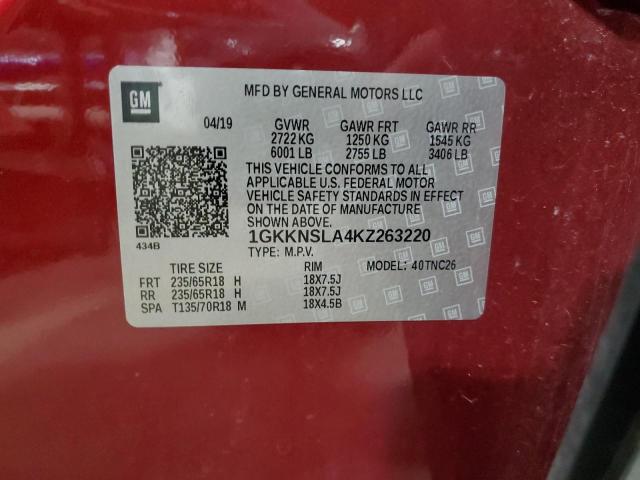 GM
MFD BY GENERAL MOTORS LLC
04/19 GVWR GAWR FRT GAWR RR
2722 KG 1250 KG 1545 KG
6001 LB 2755 LB 3406 LB
THIS VEHICLE CONFORMS TO ALL
APPLICABLE U.S. FEDERAL MOTOR
VEHICLE SAFETY STANDARDS IN EFFECT
ON THE DATE OF MANUFACTURE
SHOWN ABOVE.
434B
1GKKNSLA4KZ263220
TYPE: M.P.V.
TIRE SIZE RIM MODEL: 40TNC26
FRT 235/65R18 H 18X7.5J
RR 235/65R18 H 18X7.5J
SPA T135/70R18 M 18X4.5B